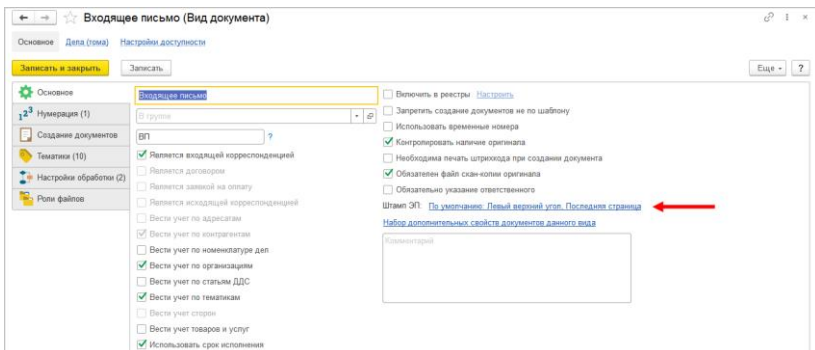 Входящее письмо (Вид документа)
Основное Дела (тома) Настройки доступности
Записать и закрыть Записать Еще ?
Основное
Нумерация (1)
Создание документов
Тематики (10)
Настройки обработки (2)
Роли файлов
Входящее письмо
В группе
ВП ?
Является входящей корреспонденцией
Является договором
Является заявкой на оплату
Является исходящей корреспонденцией
Вести учет по адресатам
Вести учет по контрагентам
Вести учет по номенклатуре дел
Вести учет по организациям
Вести учет по статьям ДДС
Вести учет по тематикам
Вести учет сторон
Вести учет товаров и услуг
Использовать срок исполнения
Включить в реестры Настроить
Запретить создание документов не по шаблону
Использовать временные номера
Контролировать наличие оригинала
Необходима печать штрихкода при создании документа
Обязателен файл скан-копии оригинала
Обязательно указание ответственного
Штамп ЭП: По умолчанию: Левый верхний угол, Последняя страница
Набор дополнительных свойств документов данного вида
Комментарий